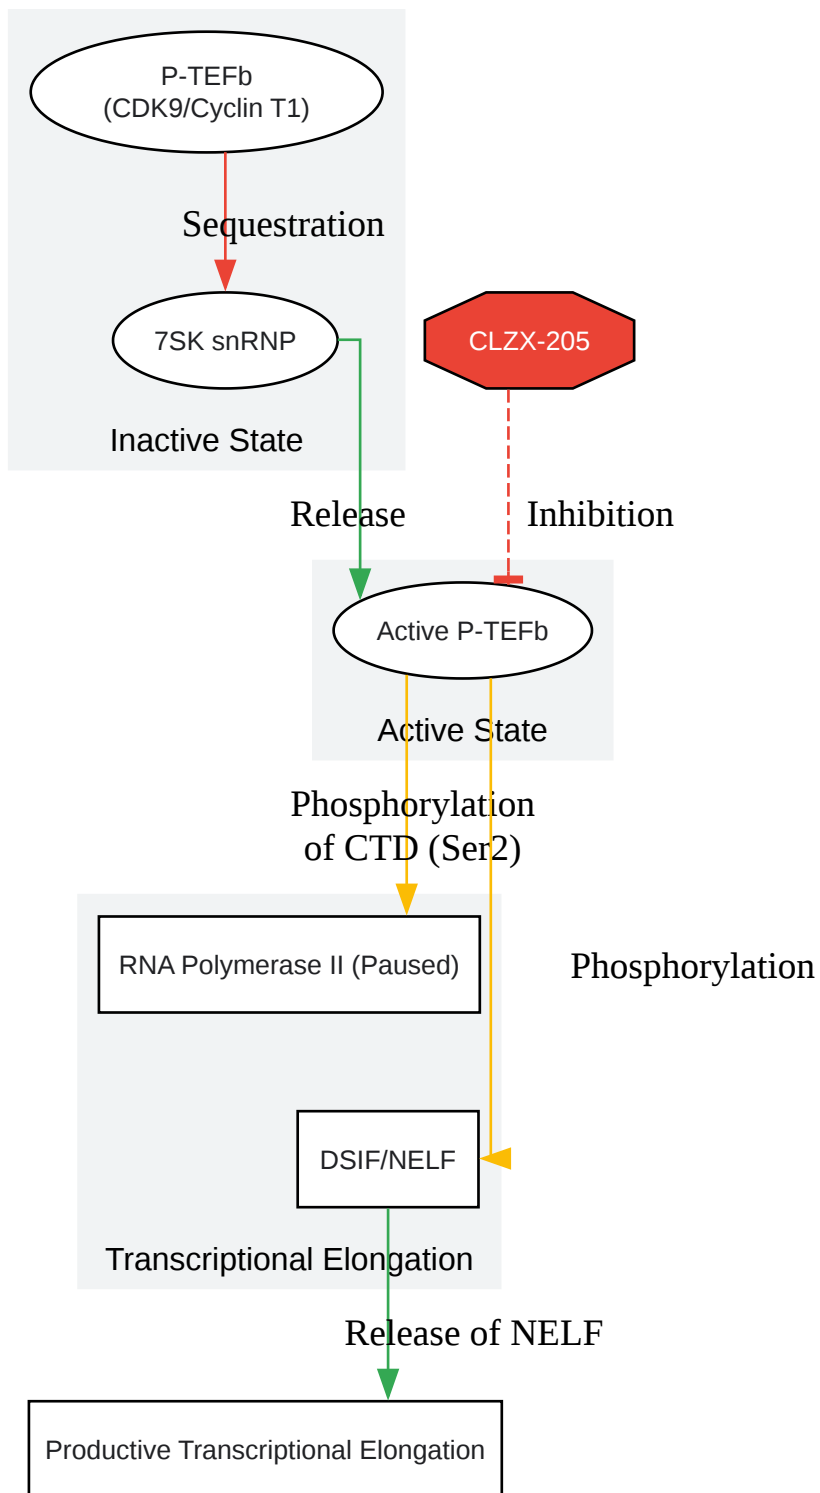 P-TEFb
(CDK9/Cyclin T1)
Sequestration
7SK snRNP
CLZX-205
Inactive State
Release
Inhibition
Active P-TEFb
Active State
Phosphorylation
of CTD (Ser2)
RNA Polymerase II (Paused)
Phosphorylation
DSIF/NELF
Transcriptional Elongation
Release of NELF
Productive Transcriptional Elongation